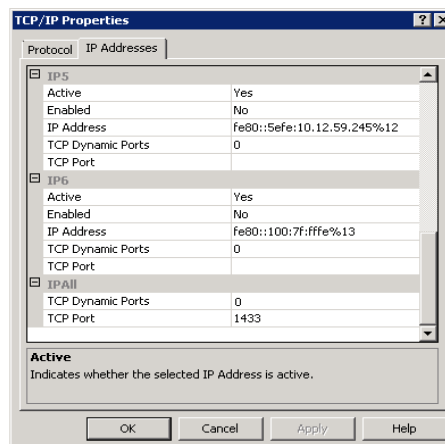 TCP/IP Properties
Protocol IP Addresses
IP5
Active Yes
Enabled No
IP Address fe80::5efe:10.12.59.245%12
TCP Dynamic Ports 0
TCP Port
IP6
Active Yes
Enabled No
IP Address fe80::100:7f:fffe%13
TCP Dynamic Ports 0
TCP Port
IPAll
TCP Dynamic Ports 0
TCP Port 1433
Active
Indicates whether the selected IP Address is active.
OK Cancel Apply Help